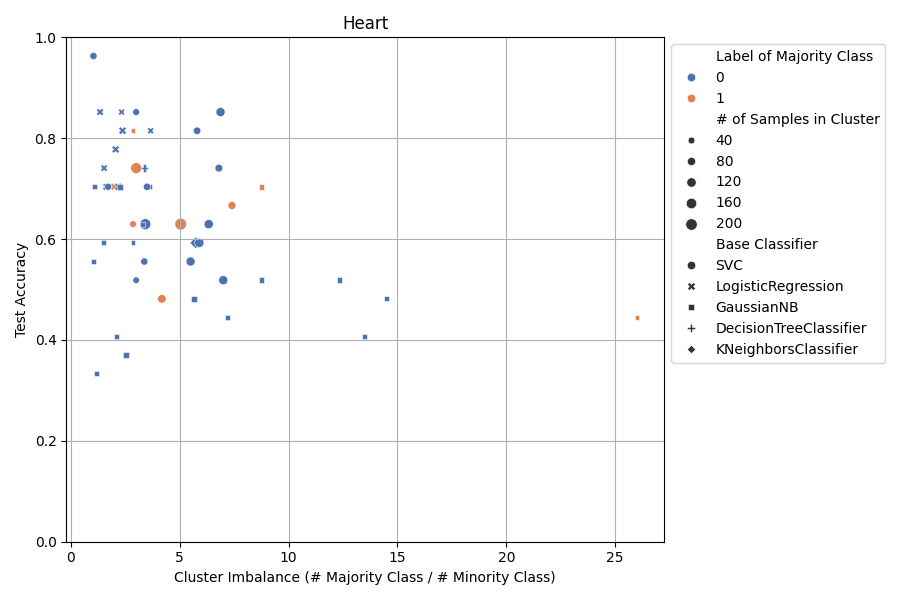 Heart
Test Accuracy
1.0
0.8
0.6
0.4
0.2
0.0
0
5
10
15
20
25
Cluster Imbalance (# Majority Class / # Minority Class)
Label of Majority Class
0
1
# of Samples in Cluster
40
80
120
160
200
Base Classifier
SVC
LogisticRegression
GaussianNB
DecisionTreeClassifier
KNeighborsClassifier